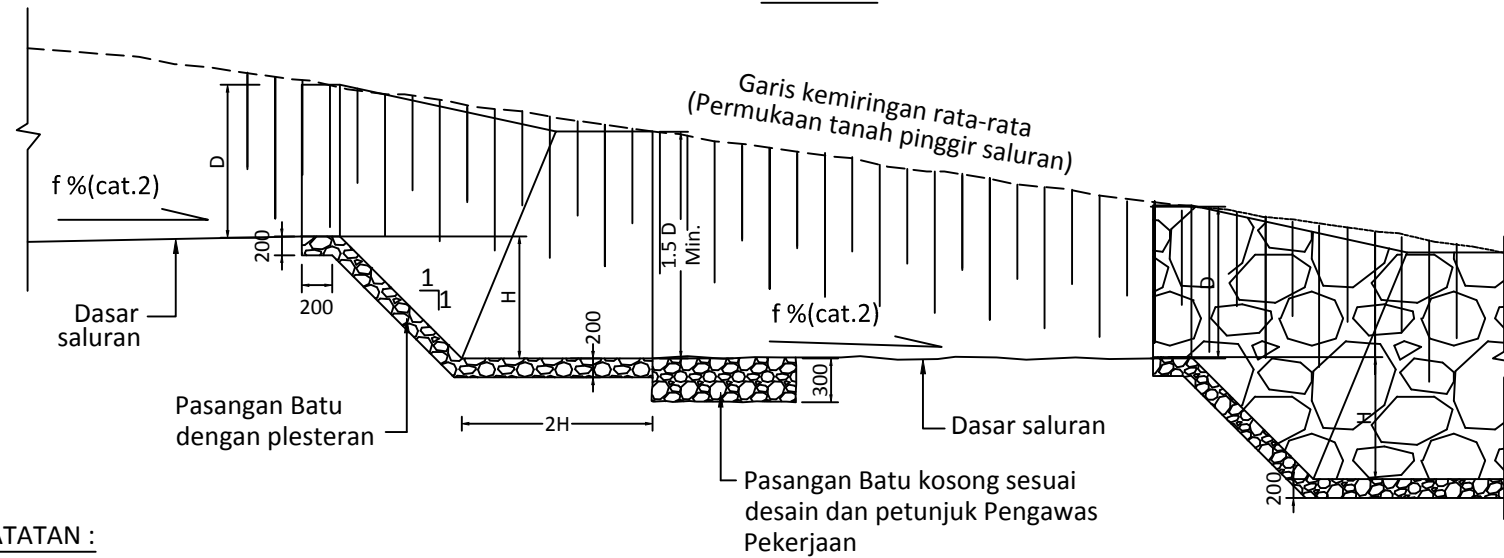 Garis kemiringan rata-rata
(Permukaan tanah pinggir saluran)
D
f %(cat.2)
200
200
Dasar
saluran
1
1
H
1.5 D
Min.
200
f %(cat.2)
300
2H
Pasangan Batu
dengan plesteran
Dasar saluran
Pasangan Batu kosong sesuai
desain dan petunjuk Pengawas
Pekerjaan
D
H
200
ATATAN :